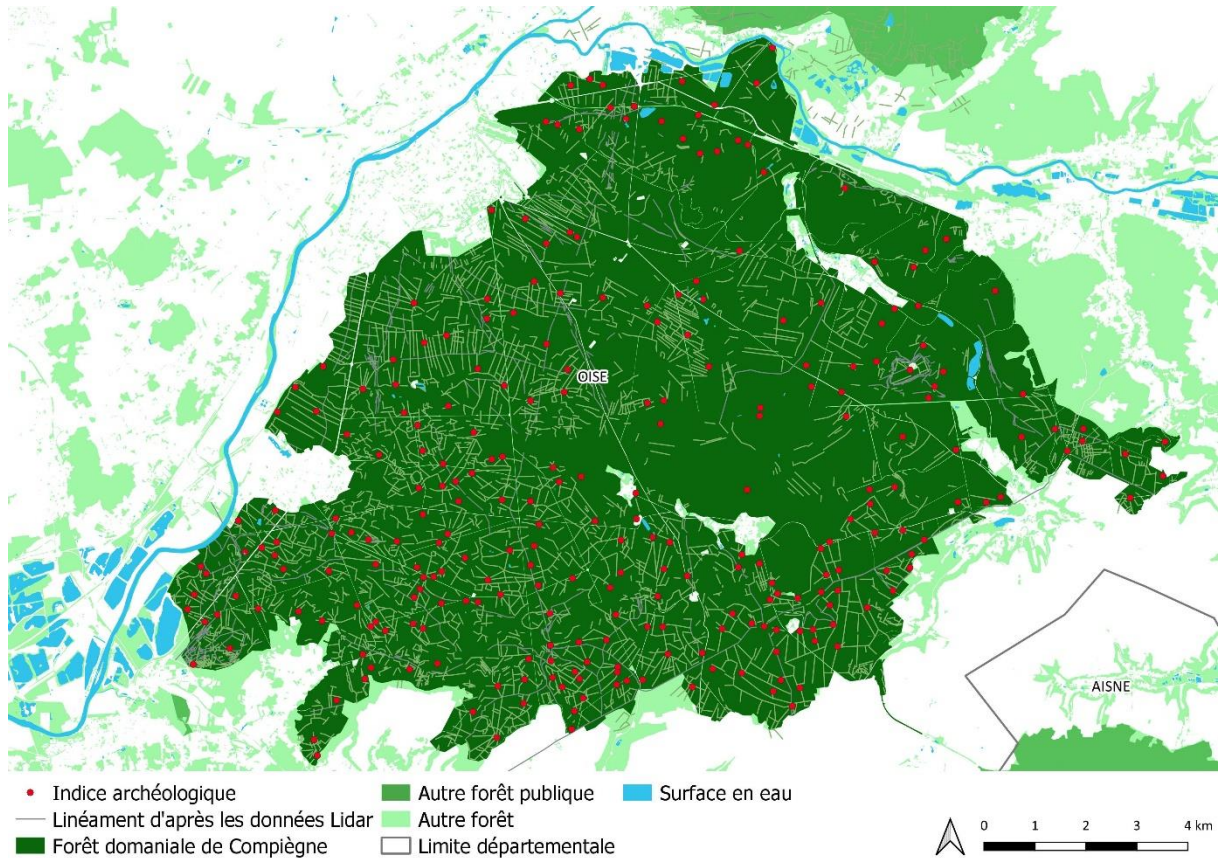 OISE
AISNE
Indice archéologique
Linéament d'après les données Lidar
Forêt domaniale de Compiègne
Autre forêt publique
Autre forêt
Limite départementale
Surface en eau
0 1 2 3 4 km